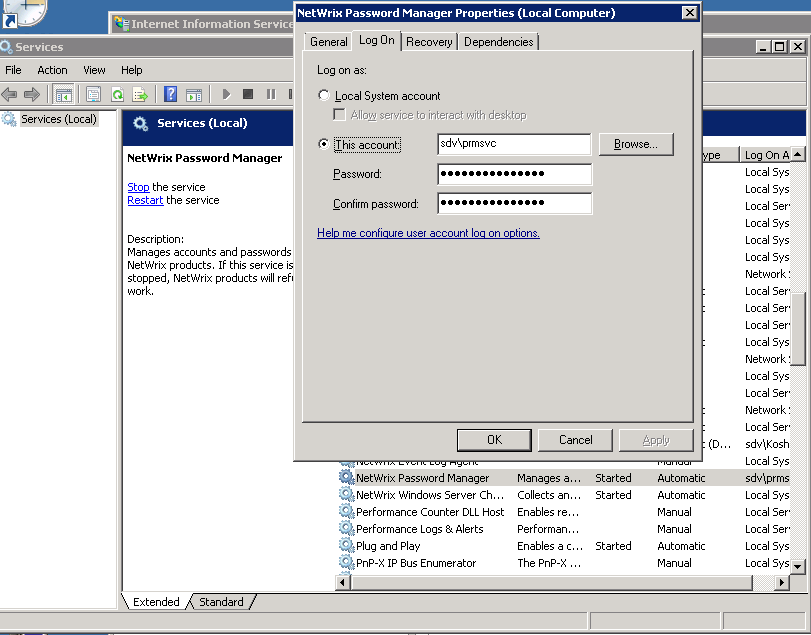 Internet Information Service
NetWrix Password Manager Properties (Local Computer)
Services
General
Log On
Recovery
Dependencies
File
Action
View
Help
Log on as:
Local System account
Allow service to interact with desktop
This account:
sdv\prmsvc
Browse...
Password:
•••••••••••••••
Confirm password:
•••••••••••••••
Help me configure user account log on options.
OK
Cancel
Apply
Services (Local)
Services (Local)
NetWrix Password Manager
Stop the service
Restart the service
Description:
Manages accounts and passwords
NetWrix products. If this service is
stopped, NetWrix products will refu
work.
ype
Log On A
Local Sys
Local Sys
Local Ser
Local Sys
Local Sys
Local Sys
Network S
Local Ser
Local Ser
Local Ser
Local Sys
Network S
Local Sys
Local Ser
Network S
Local Ser
(D... sdv\Kosh
NetWrix Event Log Agent Manual Local Sys
NetWrix Password Manager Manages a... Started Automatic sdv\prms
NetWrix Windows Server Ch... Collects an... Started Automatic Local Sys
Performance Counter DLL Host Enables re... Manual Local Ser
Performance Logs & Alerts Performan... Manual Local Ser
Plug and Play Enables a c... Started Automatic Local Sys
PnP-X IP Bus Enumerator The PnP-X ... Manual Local Sys
Extended
Standard